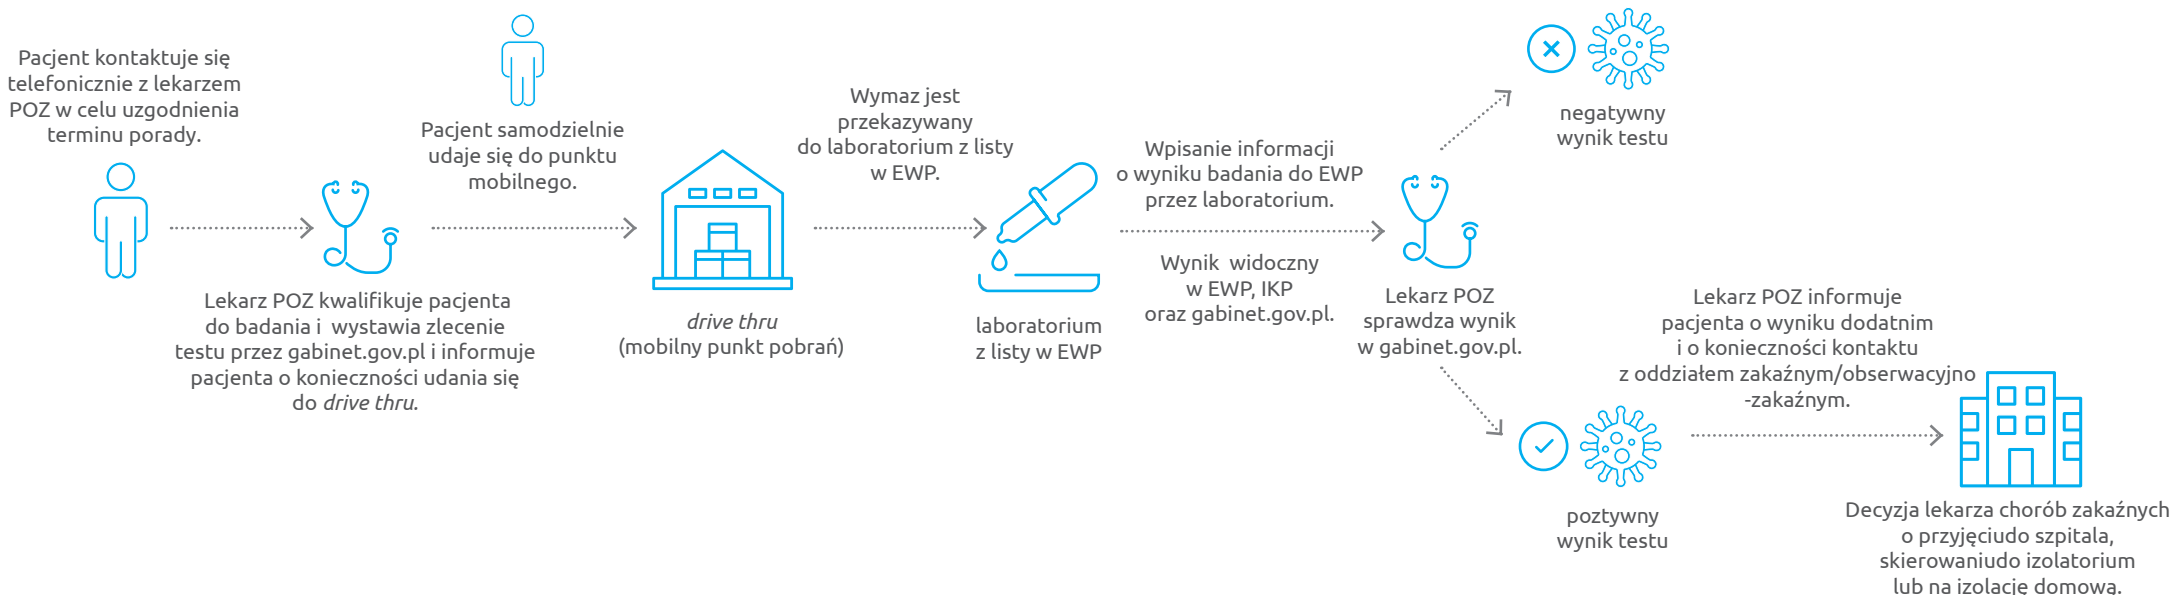 Pacjent kontaktuje się
telefonicznie z lekarzem
POZ w celu uzgodnienia
terminu porady.
Lekarz POZ kwalifikuje pacjenta
do badania i wystawia zlecenie
testu przez gabinet.gov.pl i informuje
pacjenta o konieczności udania się
do drive thru.
Pacjent samodzielnie
udaje się do punktu
mobilnego.
drive thru
(mobilny punkt pobrań)
Wymaz jest
przekazywany
do laboratorium z listy
w EWP.
laboratorium
z listy w EWP
Wpisanie informacji
o wyniku badania do EWP
przez laboratorium.
Wynik widoczny
w EWP, IKP
oraz gabinet.gov.pl.
Lekarz POZ
sprawdza wynik
w gabinet.gov.pl.
negatywny
wynik testu
poztywny
wynik testu
Lekarz POZ informuje
pacjenta o wyniku dodatnim
i o konieczności kontaktu
z oddziałem zakaźnym/obserwacyjno
-zakaźnym.
Decyzja lekarza chorób zakaźnych
o przyjęciudo szpitala,
skierowaniudo izolatorium
lub na izolację domową.